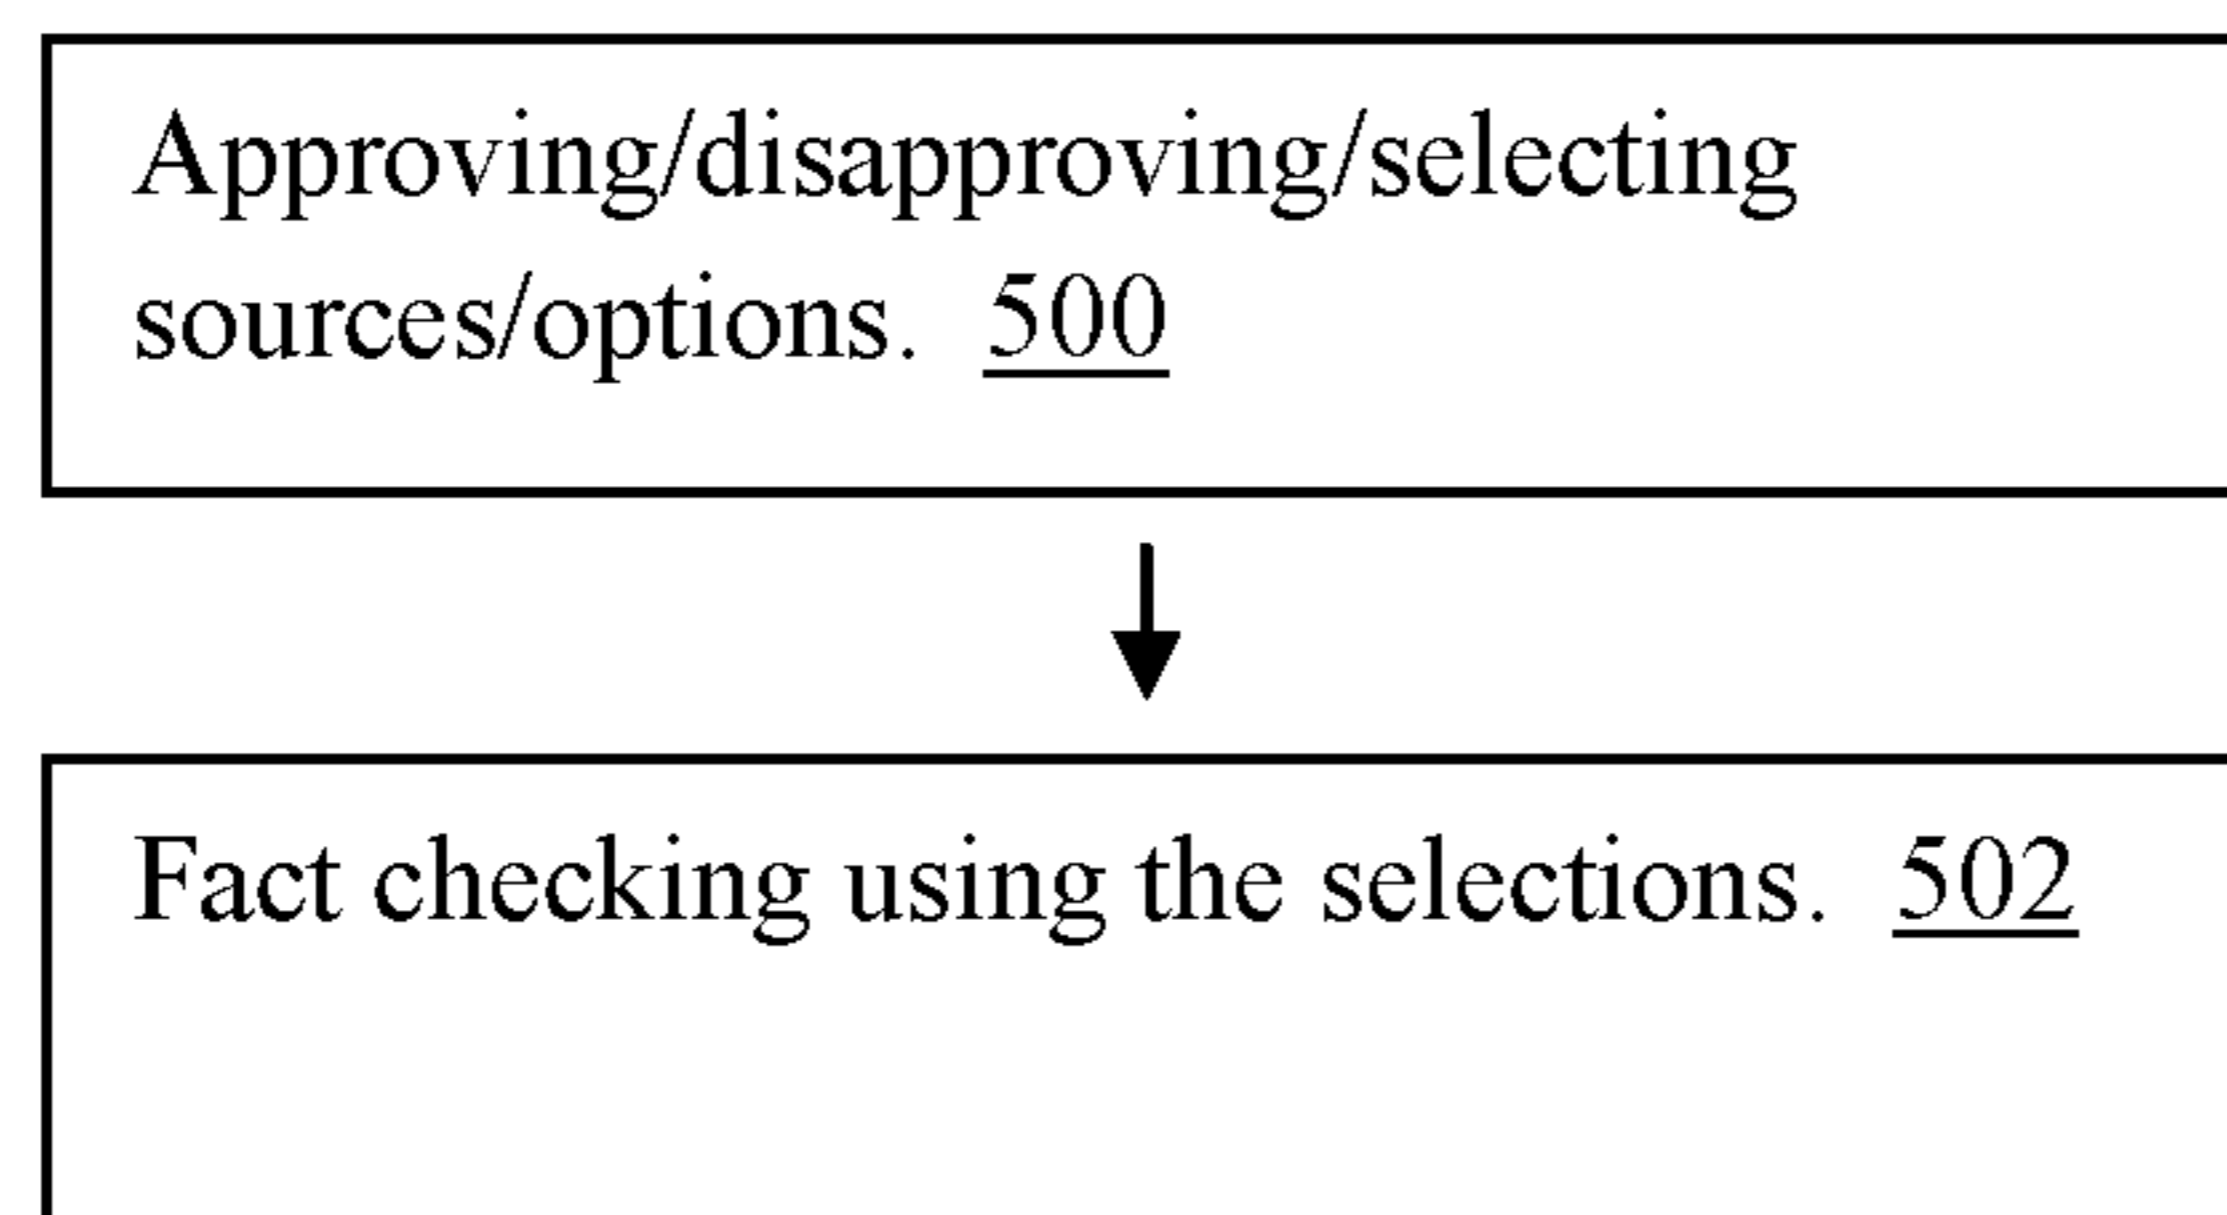 Approving/disapproving/selecting
sources/options. 500
Fact checking using the selections. 502